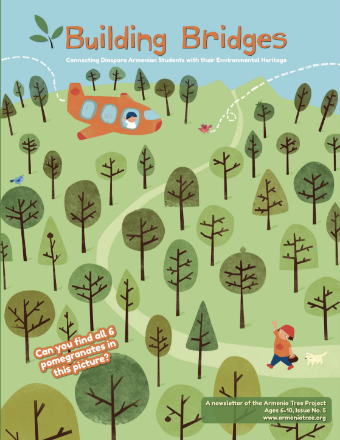 Building Bridges
Connecting Diaspora Armenian Students with their Environmental Heritage
Can you find all 6
pomegranates in
this picture?
A newsletter of the Armenia Tree Project
Ages 6-10, Issue No. 5
www.armeniatree.org